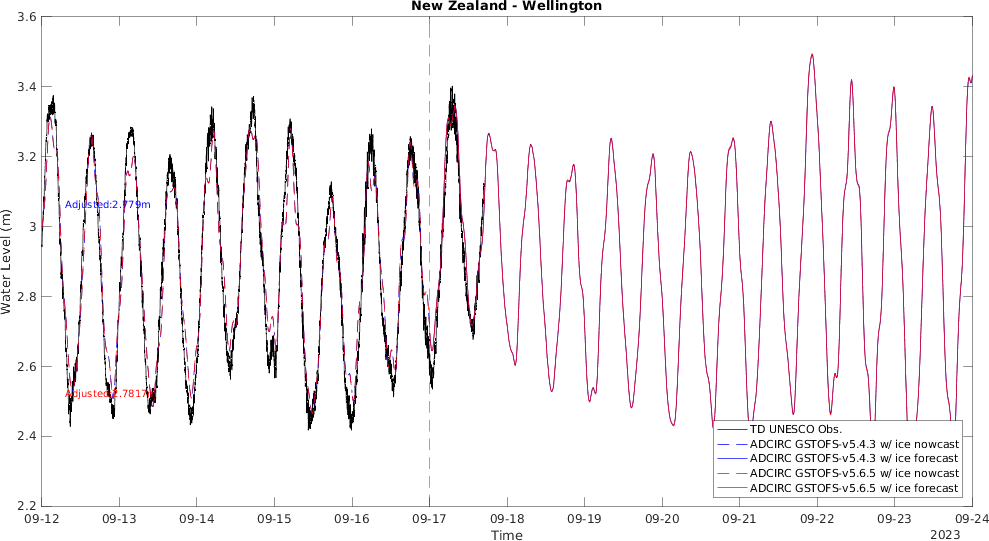 New Zealand - Wellington
3.6
3.4
3.2
3
2.8
2.6
2.4
2.2
Water Level (m)
Adjusted:2.779m
Adjusted:2.7817m
TD UNESCO Obs.
ADCIRC GSTOFS-v5.4.3 w/ ice nowcast
ADCIRC GSTOFS-v5.4.3 w/ ice forecast
ADCIRC GSTOFS-v5.6.5 w/ ice nowcast
ADCIRC GSTOFS-v5.6.5 w/ ice forecast
09-12 09-13 09-14 09-15 09-16 09-17 09-18 09-19 09-20 09-21 09-22 09-23 09-24
Time
2023